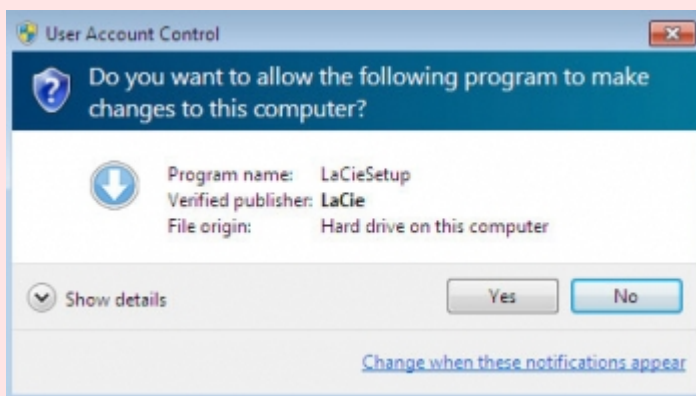 User Account Control
Do you want to allow the following program to make
changes to this computer?
Program name: LaCieSetup
Verified publisher: LaCie
File origin: Hard drive on this computer
Show details
Yes
No
Change when these notifications appear